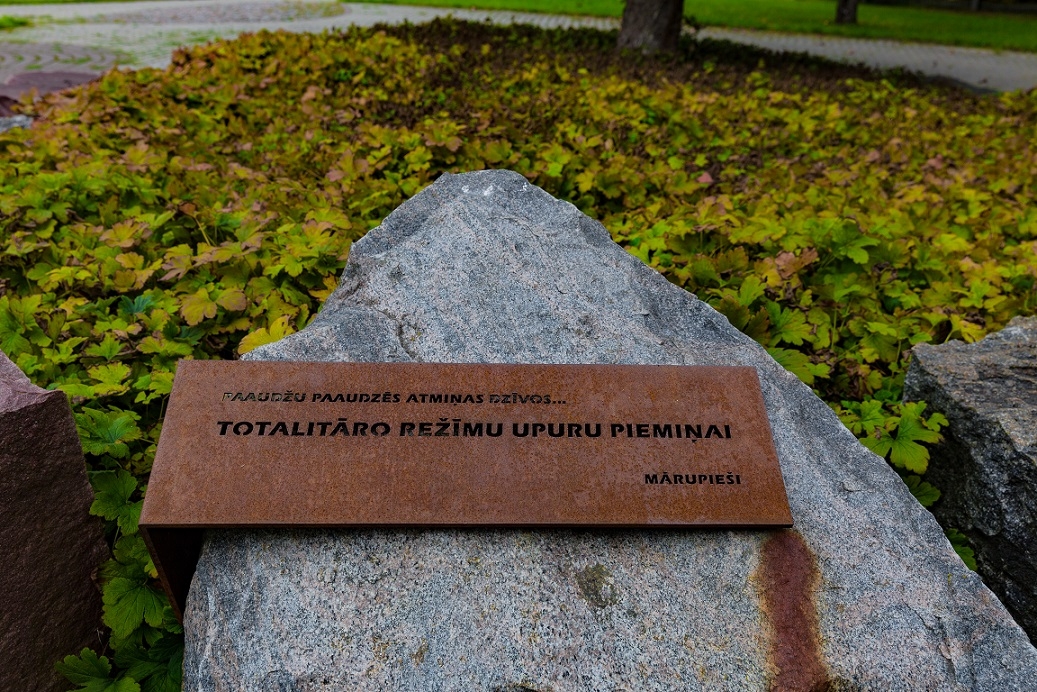 PAAUDŽU PAAUDZĒS ATMIŅAS DZĪVOS...
TOTALITĀRO REŽĪMU UPURU PIEMIŅAI
MĀRUPIEŠI